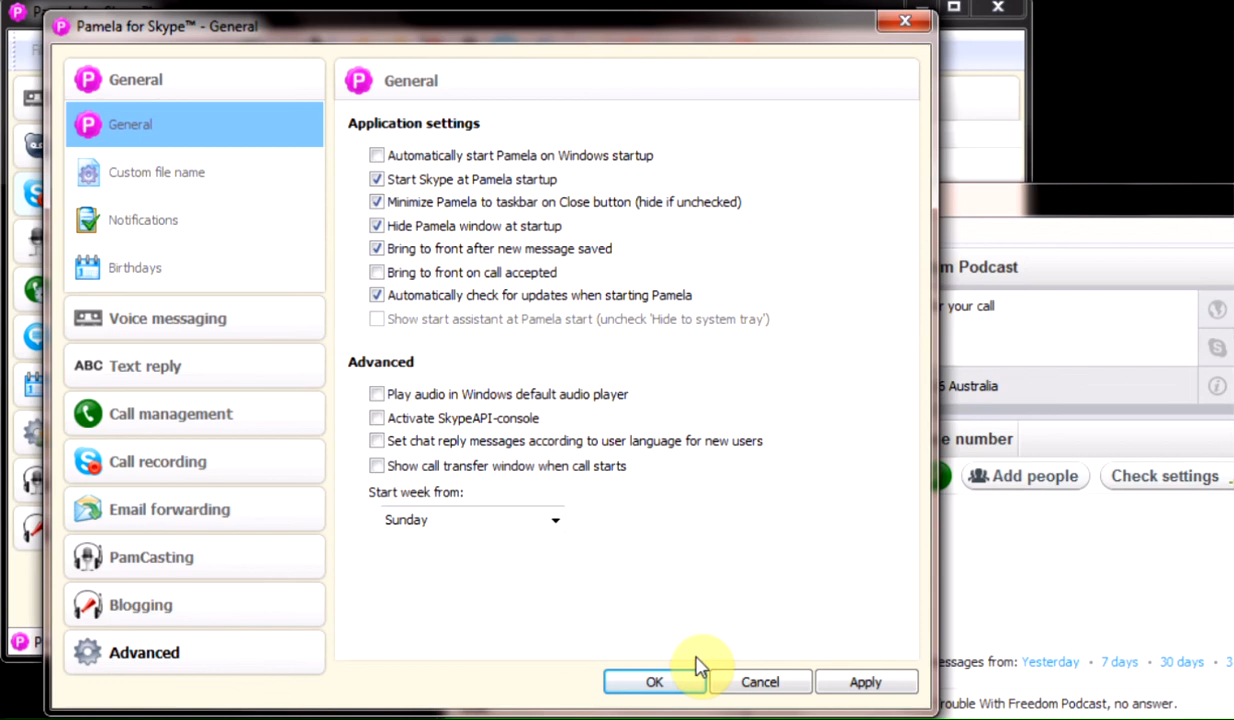 Pamela for Skype™ - General
General
General
Custom file name
Notifications
Birthdays
Voice messaging
ABC Text reply
Call management
Call recording
Email forwarding
PamCasting
Blogging
Advanced
General
Application settings
Automatically start Pamela on Windows startup
Start Skype at Pamela startup
Minimize Pamela to taskbar on Close button (hide if unchecked)
Hide Pamela window at startup
Bring to front after new message saved
Bring to front on call accepted
Automatically check for updates when starting Pamela
Show start assistant at Pamela start (uncheck 'Hide to system tray')
Advanced
Play audio in Windows default audio player
Activate SkypeAPI-console
Set chat reply messages according to user language for new users
Show call transfer window when call starts
Start week from:
Sunday
OK
Cancel
Apply
m Podcast
r your call
5 Australia
e number
Add people
Check settings
essages from: Yesterday • 7 days • 30 days • 3
rouble With Freedom Podcast, no answer.